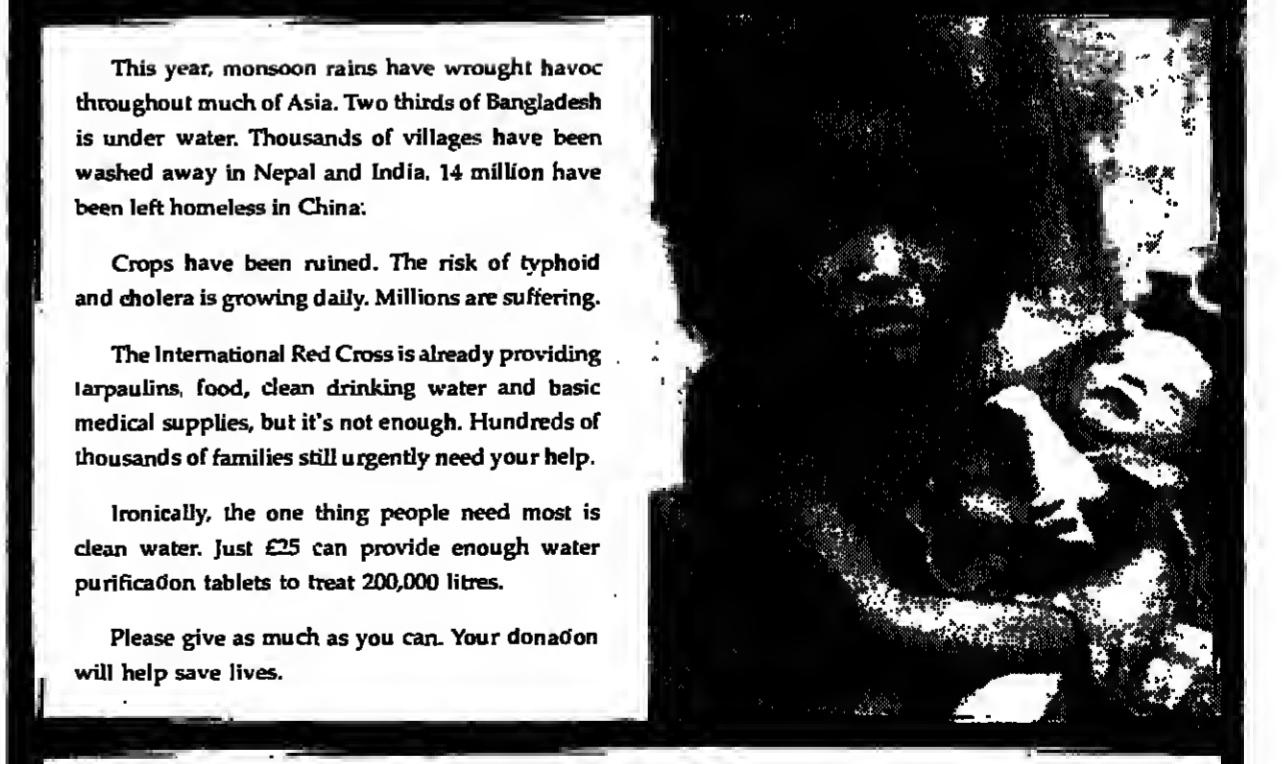 This year, monsoon rains have wrought havoc
throughout much of Asia. Two thirds of Bangladesh
is under water. Thousands of villages have been
washed away in Nepal and India. 14 million have
been left homeless in China.
Crops have been ruined. The risk of typhoid
and cholera is growing daily. Millions are suffering.
The International Red Cross is already providing
tarpaulins, food, clean drinking water and basic
medical supplies, but it's not enough. Hundreds of
thousands of families still urgently need your help.
Ironically, the one thing people need most is
clean water. Just £25 can provide enough water
purification tablets to treat 200,000 litres.
Please give as much as you can. Your donation
will help save lives.